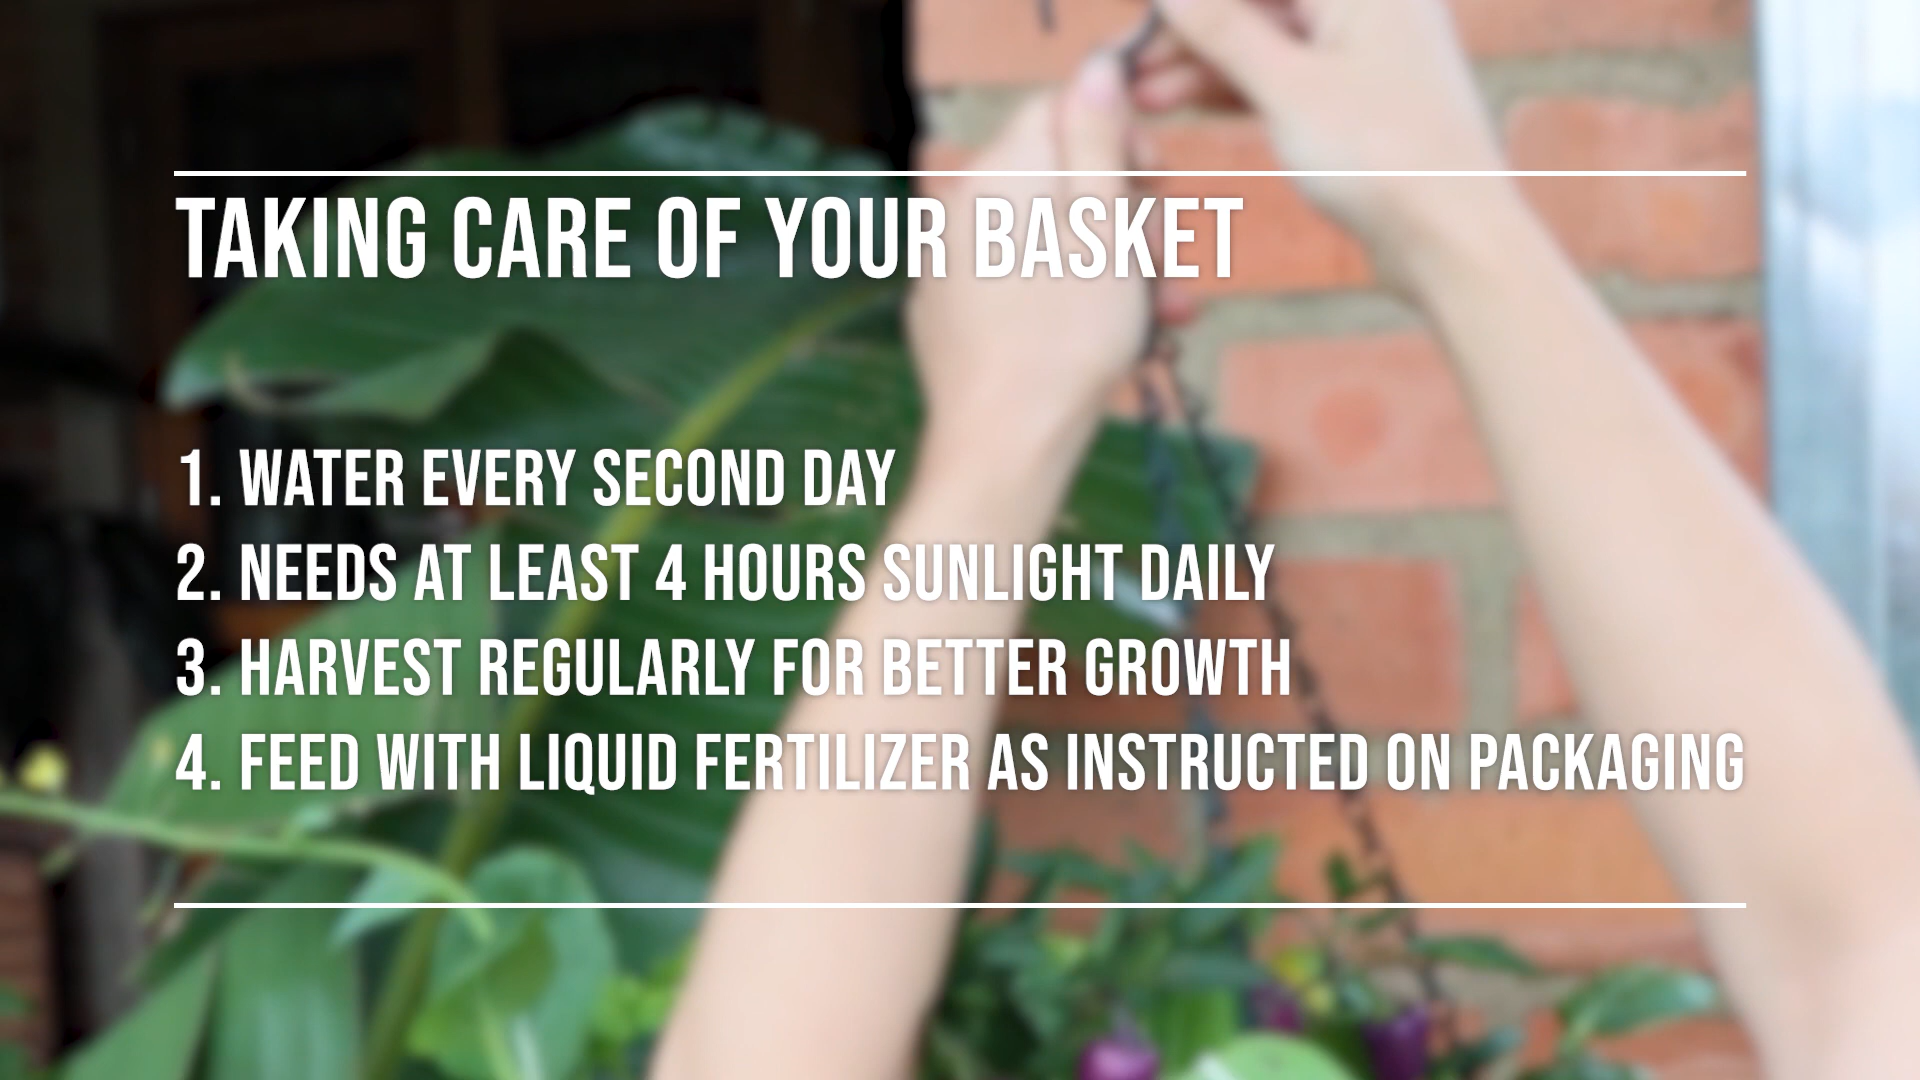 TAKING CARE OF YOUR BASKET
1. WATER EVERY SECOND DAY
2. NEEDS AT LEAST 4 HOURS SUNLIGHT DAILY
3. HARVEST REGULARLY FOR BETTER GROWTH
4. FEED WITH LIQUID FERTILIZER AS INSTRUCTED ON PACKAGING